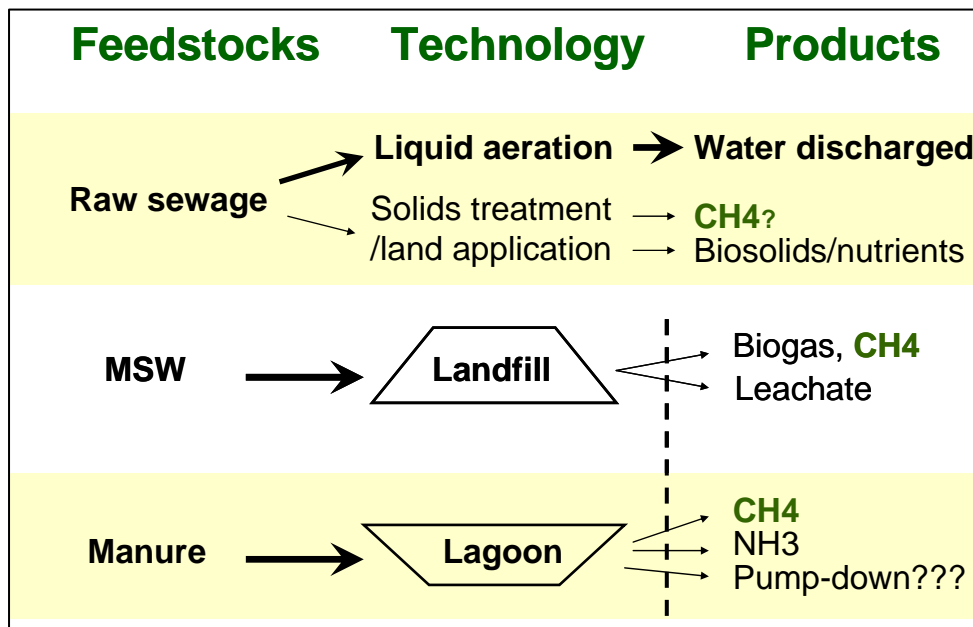 Feedstocks Technology Products
Liquid aeration Water discharged
Raw sewage
Solids treatment CH4?
/land application Biosolids/nutrients
Biogas, CH4
MSW Landfill
Leachate
CH4
Manure Lagoon NH3
Pump-down???